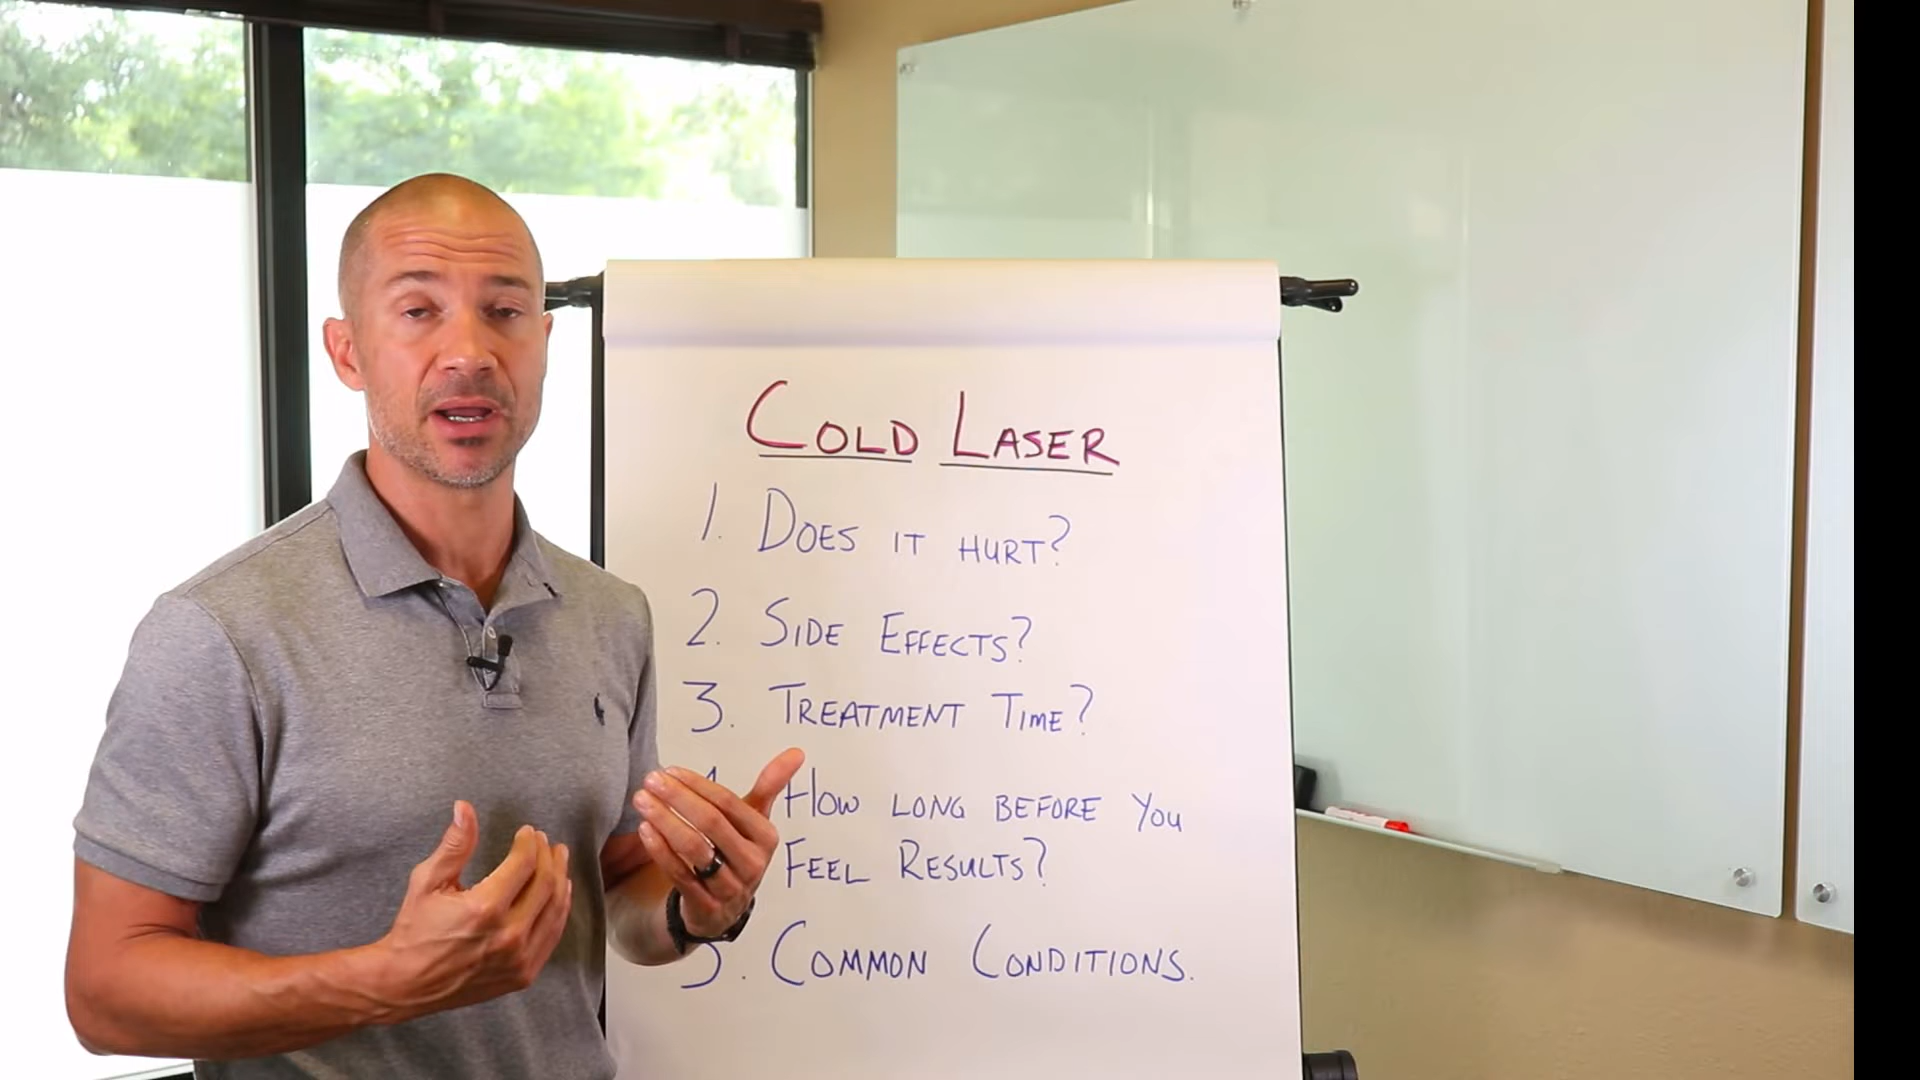 COLD LASER
1. DOES IT HURT?
2. SIDE EFFECTS?
3. TREATMENT TIME?
HOW LONG BEFORE YOU
FEEL RESULTS?
5. COMMON CONDITIONS.